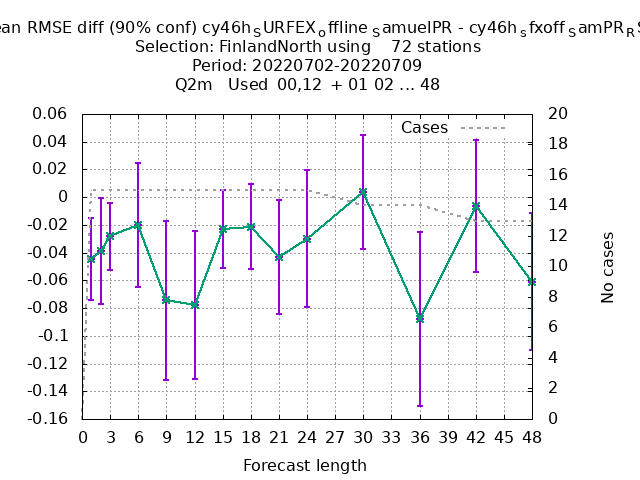 ean RMSE diff (90% conf) cy46h_SURFEX_offline_SamuelPR - cy46h_sfxoff_SamPR_RS
Selection: FinlandNorth using 72 stations
Period: 20220702-20220709
Q2m Used 00,12 + 01 02 ... 48
0.06
0.04
0.02
0
-0.02
-0.04
-0.06
-0.08
-0.1
-0.12
-0.14
-0.16
Cases
20
18
16
14
12
10
8
6
4
2
0
No cases
0 3 6 9 12 15 18 21 24 27 30 33 36 39 42 45 48
Forecast length